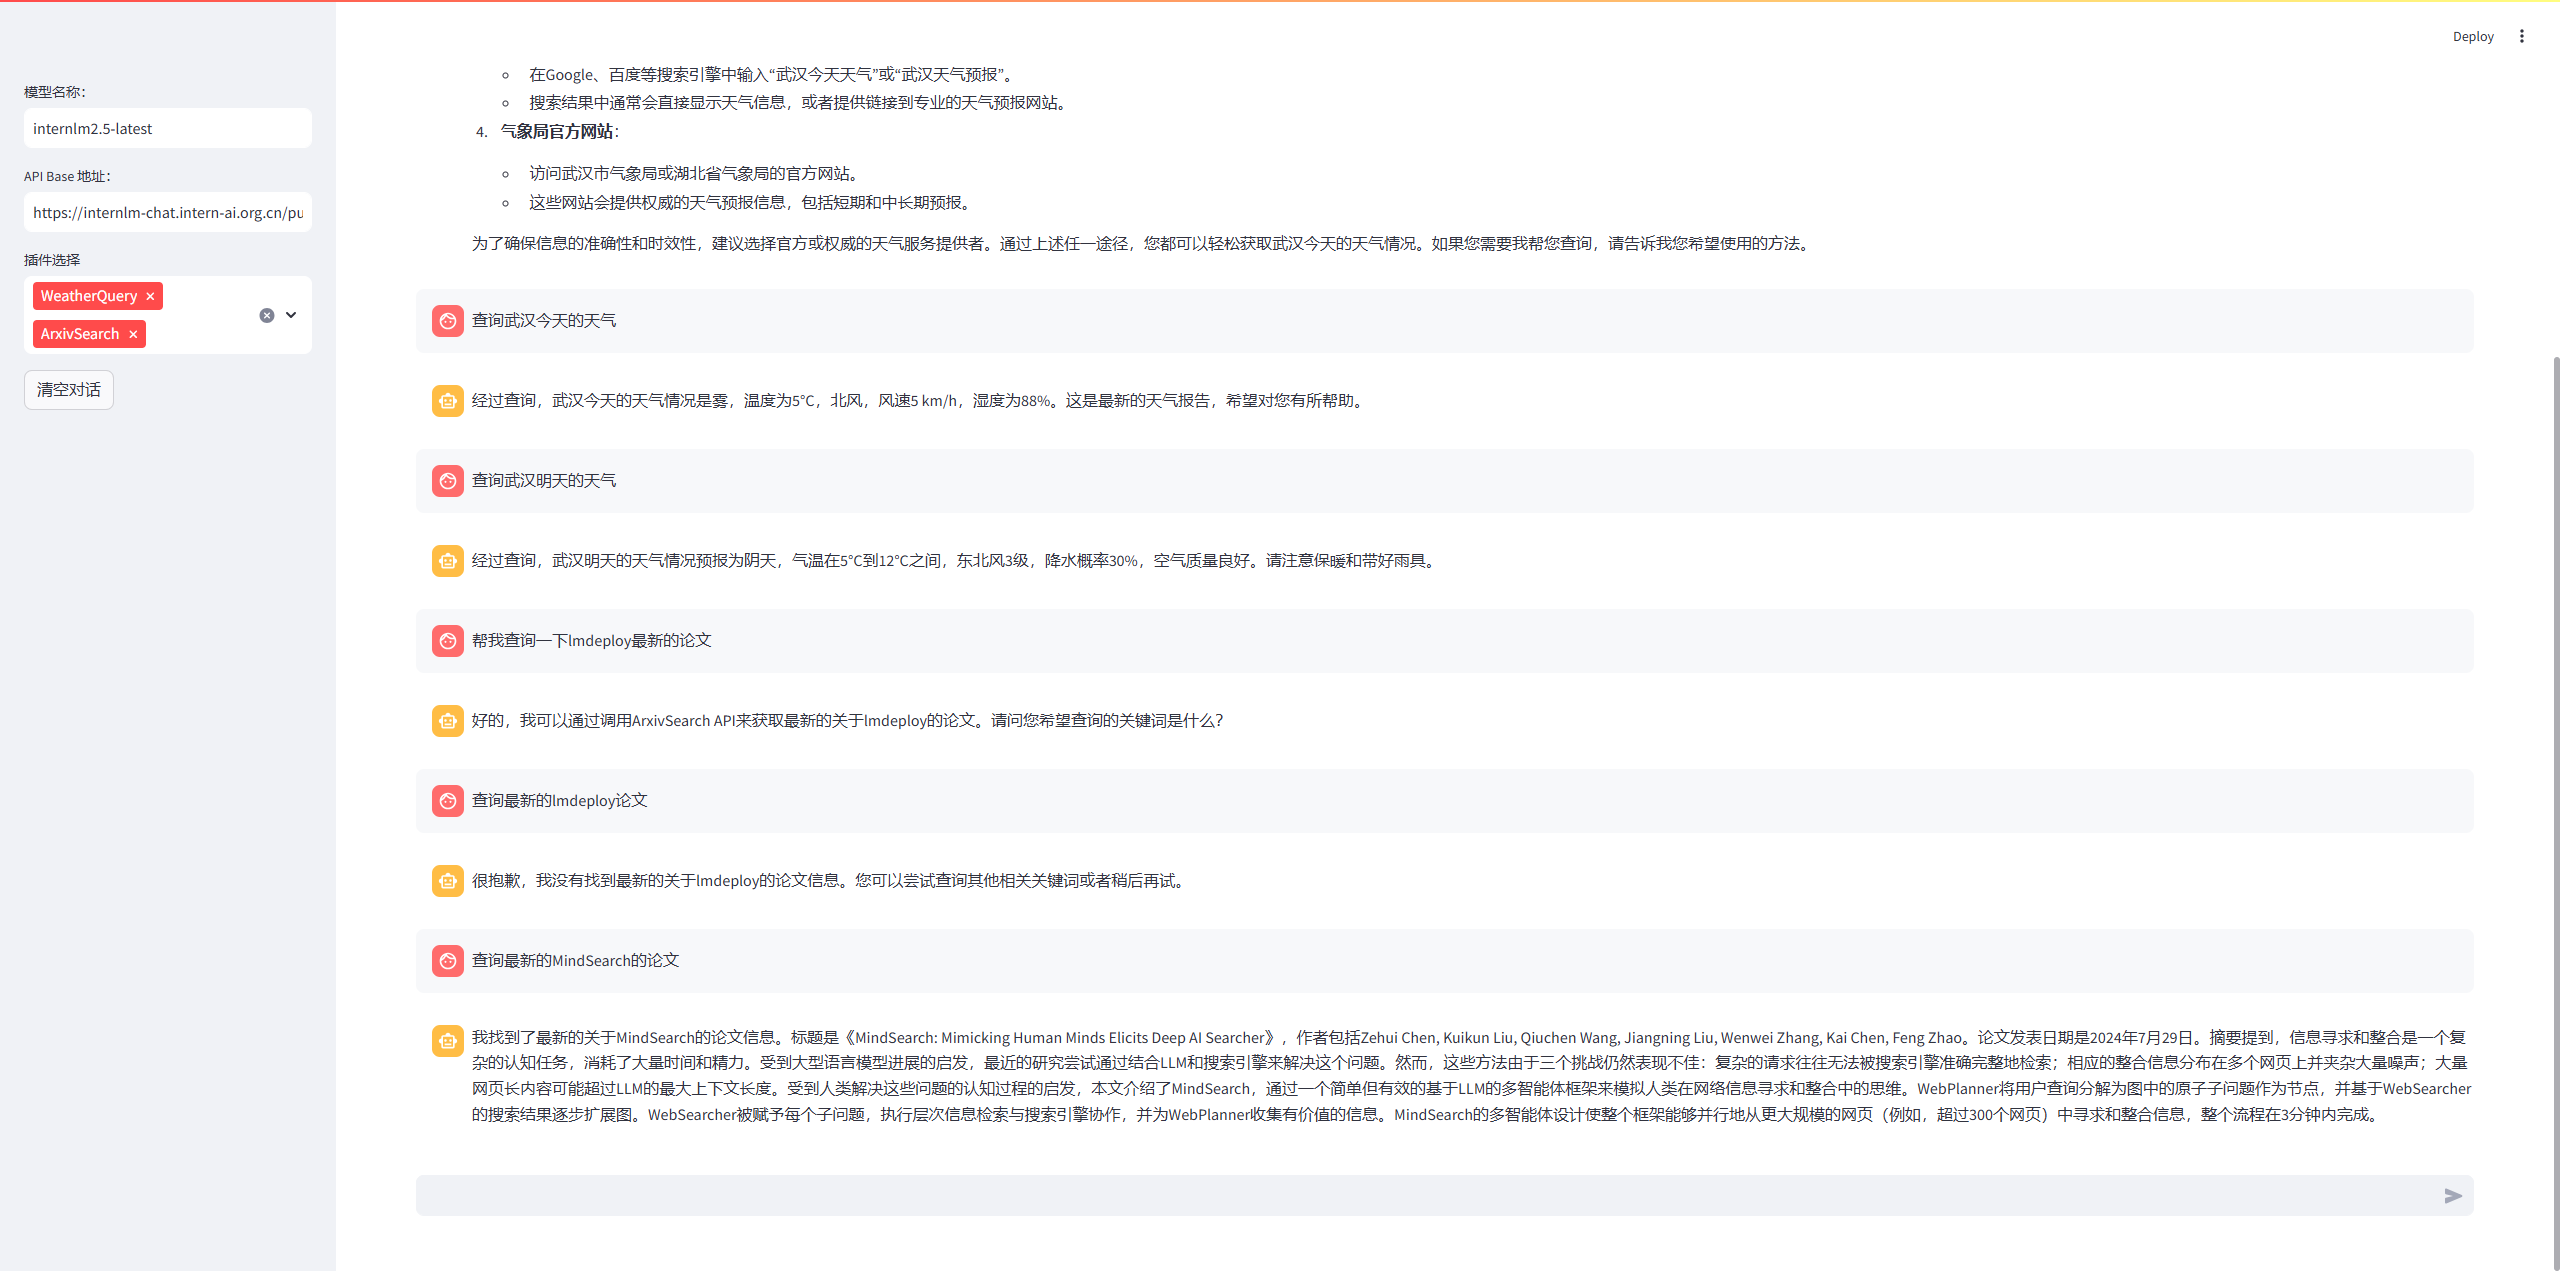 Deploy
模型名称：
internlm2.5-latest
API Base 地址：
https://internlm-chat.intern-ai.org.cn/pu
插件选择
WeatherQuery ×
ArxivSearch ×
清空对话
◦ 在Google、百度等搜索引擎中输入“武汉今天天气”或“武汉天气预报”。
◦ 搜索结果中通常会直接显示天气信息，或者提供链接到专业的天气预报网站。
4. 气象局官方网站：
◦ 访问武汉市气象局或湖北省气象局的官方网站。
◦ 这些网站会提供权威的天气预报信息，包括短期和中长期预报。
为了确保信息的准确性和时效性，建议选择官方或权威的天气服务提供者。通过上述任一途径，您都可以轻松获取武汉今天的天气情况。如果您需要我帮您查询，请告诉我您希望使用的方法。
查询武汉今天的天气
经过查询，武汉今天的天气情况是雾，温度为5°C，北风，风速5 km/h，湿度为88%。这是最新的天气报告，希望对您有所帮助。
查询武汉明天的天气
经过查询，武汉明天的天气情况预报为阴天，气温在5°C到12°C之间，东北风3级，降水概率30%，空气质量良好。请注意保暖和带好雨具。
帮我查询一下lmdeploy最新的论文
好的，我可以通过调用ArxivSearch API来获取最新的关于lmdeploy的论文。请问您希望查询的关键词是什么？
查询最新的lmdeploy论文
很抱歉，我没有找到最新的关于lmdeploy的论文信息。您可以尝试查询其他相关关键词或者稍后再试。
查询最新的MindSearch的论文
我找到了最新的关于MindSearch的论文信息。标题是《MindSearch: Mimicking Human Minds Elicits Deep AI Searcher》，作者包括Zehui Chen, Kuikun Liu, Qiuchen Wang, Jiangning Liu, Wenwei Zhang, Kai Chen, Feng Zhao。论文发表日期是2024年7月29日。摘要提到，信息寻求和整合是一个复
杂的认知任务，消耗了大量时间和精力。受到大型语言模型进展的启发，最近的研究尝试通过结合LLM和搜索引擎来解决这个问题。然而，这些方法由于三个挑战仍然表现不佳：复杂的请求往往无法被搜索引擎准确完整地检索；相应的整合信息分布在多个网页上并夹杂大量噪声；大量
网页长内容可能超过LLM的最大上下文长度。受到人类解决这些问题的认知过程的启发，本文介绍了MindSearch，通过一个简单但有效的基于LLM的多智能体框架来模拟人类在网络信息寻求和整合中的思维。WebPlanner将用户查询分解为图中的原子子问题作为节点，并基于WebSearcher
的搜索结果逐步扩展图。WebSearcher被赋予每个子问题，执行层次信息检索与搜索引擎协作，并为WebPlanner收集有价值的信息。MindSearch的多智能体设计使整个框架能够并行地从更大规模的网页（例如，超过300个网页）中寻求和整合信息，整个流程在3分钟内完成。